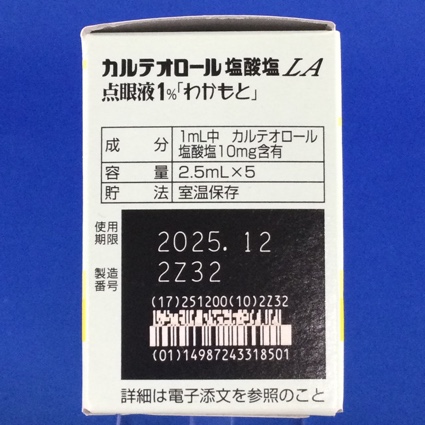 カルテオロール塩酸塩LA
点眼液1%「わかもと」
成分 1mL中 カルテオロール
塩酸塩10mg含有
容量 2.5mL×5
貯法 室温保存
使用
期限 2025.12
製造
番号 2Z32
(17)251200(10)2Z32
(01)14987243318501
詳細は電子添文を参照のこと